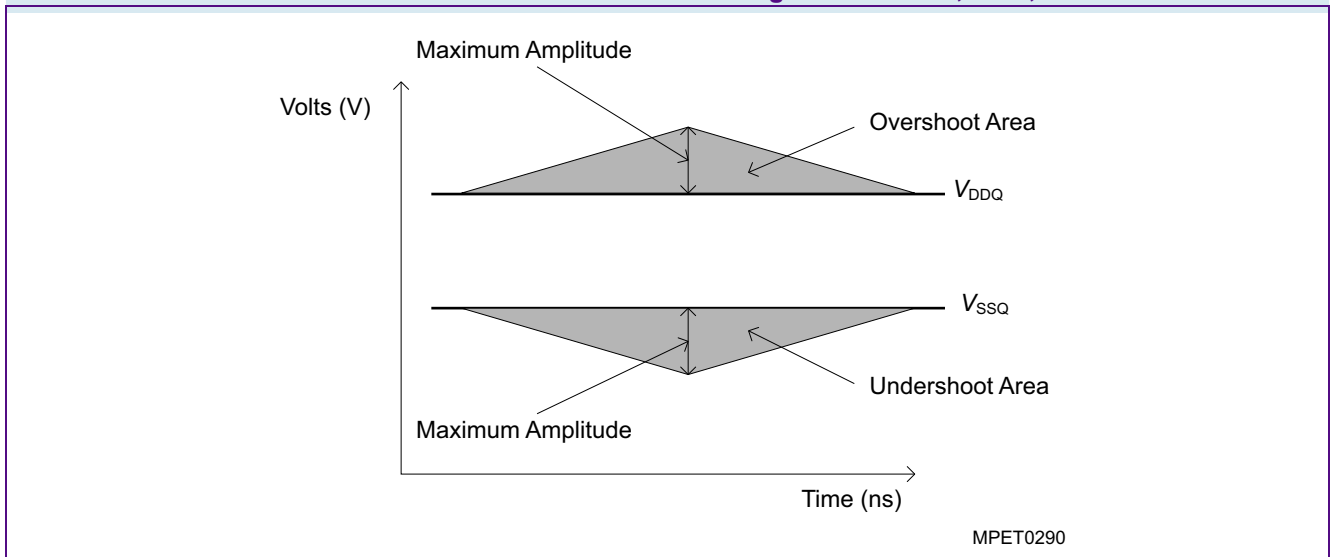 Maximum Amplitude
Volts (V)
Overshoot Area
VDDQ
VSSQ
Undershoot Area
Maximum Amplitude
Time (ns)
MPET0290